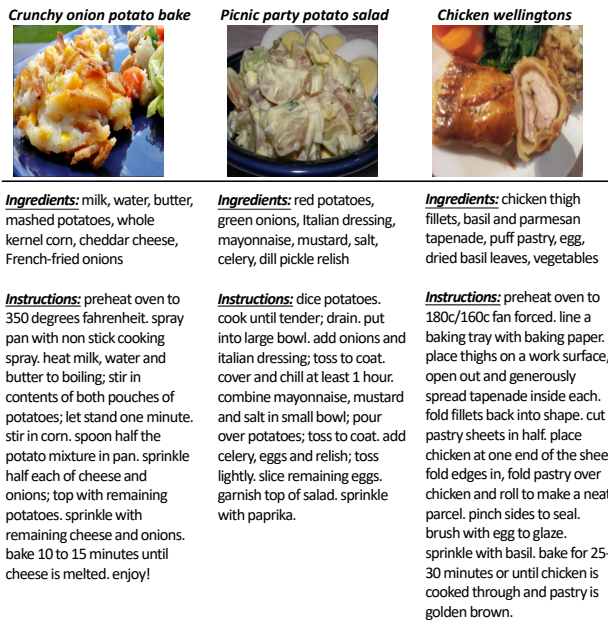 Crunchy onion potato bake
Ingredients: milk, water, butter,
mashed potatoes, whole
kernel corn, cheddar cheese,
French-fried onions
Instructions: preheat oven to
350 degrees fahrenheit. spray
pan with non stick cooking
spray. heat milk, water and
butter to boiling; stir in
contents of both pouches of
potatoes; let stand one minute.
stir in corn. spoon half the
potato mixture in pan. sprinkle
half each of cheese and
onions; top with remaining
potatoes. sprinkle with
remaining cheese and onions.
bake 10 to 15 minutes until
cheese is melted. enjoy!
Picnic party potato salad
Ingredients: red potatoes,
green onions, Italian dressing,
mayonnaise, mustard, salt,
celery, dill pickle relish
Instructions: dice potatoes.
cook until tender; drain. put
into large bowl. add onions and
italian dressing; toss to coat.
cover and chill at least 1 hour.
combine mayonnaise, mustard
and salt in small bowl; pour
over potatoes; toss to coat. add
celery, eggs and relish; toss
lightly. slice remaining eggs.
garnish top of salad. sprinkle
with paprika.
Chicken wellingtons
Ingredients: chicken thigh
fillets, basil and parmesan
tapenade, puff pastry, egg,
dried basil leaves, vegetables
Instructions: preheat oven to
180c/160c fan forced. line a
baking tray with baking paper.
place thighs on a work surface,
open out and generously
spread tapenade inside each.
fold fillets back into shape. cut
pastry sheets in half. place
chicken at one end of the shee
fold edges in, fold pastry over
chicken and roll to make a neat
parcel. pinch sides to seal.
brush with egg to glaze.
sprinkle with basil. bake for 25-
30 minutes or until chicken is
cooked through and pastry is
golden brown.